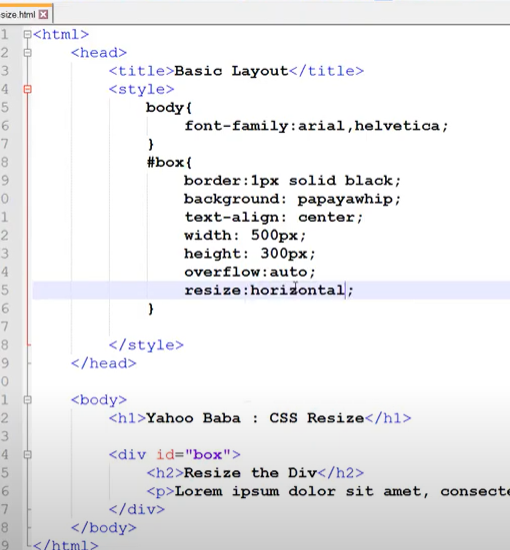 size.html
1 <html>
2 <head>
3 <title>Basic Layout</title>
4 <style>
5 body{
6 font-family:arial,helvetica;
7 }
8 #box{
9 border:1px solid black;
0 background: papayawhip;
1 text-align: center;
2 width: 500px;
3 height: 300px;
4 overflow:auto;
5 resize:horizontal;
6 }
7
8 </style>
9 </head>
0
1 <body>
2 <h1>Yahoo Baba : CSS Resize</h1>
3
4 <div id="box">
5 <h2>Resize the Div</h2>
6 <p>Lorem ipsum dolor sit amet, consecte
7 </div>
8 </body>
9 </html>